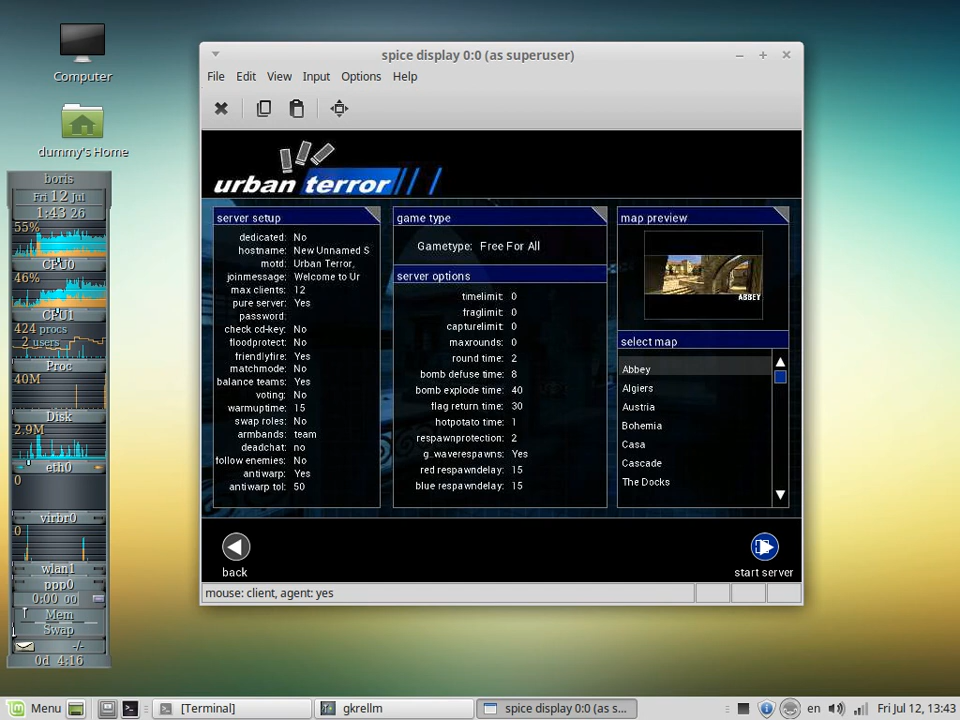 Computer
dummy's Home
boris
Fri 12 Jul
1:43 26
55%
CPU0
46%
CPU1
424 procs
2 users
Proc
40M
Disk
2.9M
eth0
0
virbr0
0
wlan1
ppp0
0:00 00
Mem
Swap
-/-
0d 4:16
spice display 0:0 (as superuser)
File Edit View Input Options Help
urban terror
server setup
dedicated: No
hostname: New Unnamed S
motd: Urban Terror,
joinmessage: Welcome to Ur
max clients: 12
pure server: Yes
password:
check cd-key: No
floodprotect: No
friendlyfire: Yes
matchmode: No
balance teams: Yes
voting: No
warmuptime: 15
swap roles: No
armbands: team
deadchat: no
follow enemies: No
antiwarp: Yes
antiwarp tol: 50
game type
Gametype: Free For All
server options
timelimit: 0
fraglimit: 0
capturelimit: 0
maxrounds: 0
round time: 2
bomb defuse time: 8
bomb explode time: 40
flag return time: 30
hotpotato time: 1
respawnprotection: 2
g_waverespawns: Yes
red respawndelay: 15
blue respawndelay: 15
map preview
ABBEY
select map
Abbey
Algiers
Austria
Bohemia
Casa
Cascade
The Docks
back
start server
mouse: client, agent: yes
Menu
[Terminal]
gkrellm
spice display 0:0 (as s...
en
Fri Jul 12, 13:43